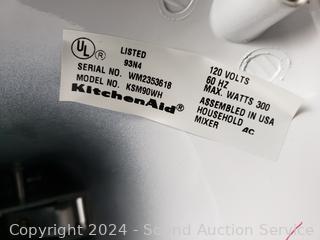 UL ® LISTED
93N4
SERIAL NO. WM2353618
MODEL NO. KSM90WH
KitchenAid®
120 VOLTS
60 HZ
MAX. WATTS 300
ASSEMBLED IN USA
HOUSEHOLD
MIXER
4C
Copyright 2024 - Sound Auction Service